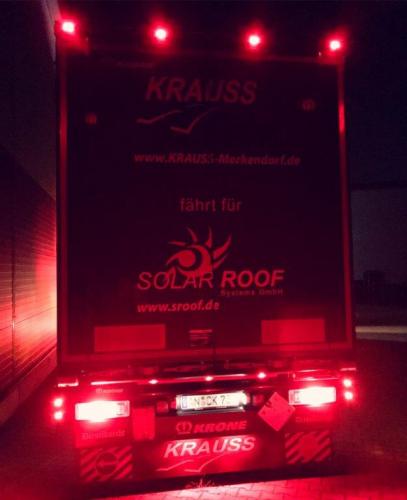 KRAUSS
www.KRAUSS-Merkendorf.de
fährt für
SOLAR ROOF
Systems GmbH
www.sroof.de
KRONE
KRAUSS